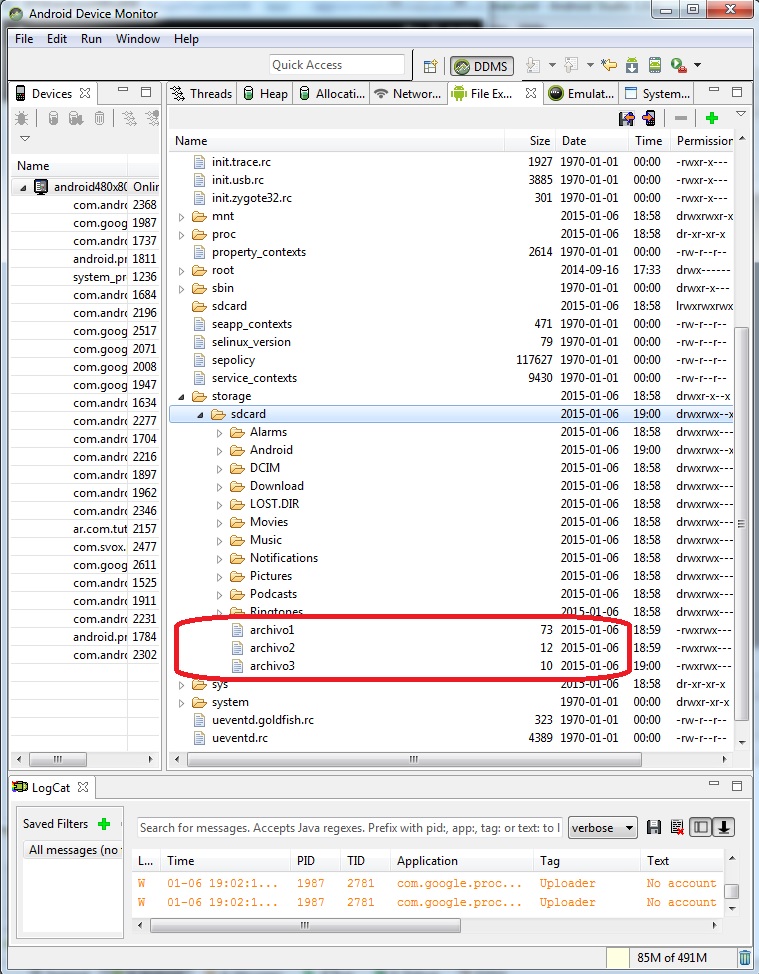 Android Device Monitor
File Edit Run Window Help
Quick Access DDMS
Devices
Name
android480x80 Onlin
com.andro 2368
com.goog 1987
com.andro 1737
android.pr 1811
system_pr 1236
com.andro 1684
com.andro 2196
com.goog 2517
com.goog 2071
com.goog 2008
com.goog 1947
com.andro 1634
com.andro 2277
com.andro 1704
com.andro 2216
com.andro 1897
com.andro 1962
com.andro 2346
ar.com.tut 2157
com.svox. 2477
com.goog 2611
com.andro 1525
com.andro 1911
com.andro 2231
android.pr 1784
com.andro 2302
Threads Heap Allocati... Networ... File Ex... Emulat... System...
Name Size Date Time Permission
init.trace.rc 1927 1970-01-01 00:00 -rwxr-x---
init.usb.rc 3885 1970-01-01 00:00 -rwxr-x---
init.zygote32.rc 301 1970-01-01 00:00 -rwxr-x---
mnt 2015-01-06 18:58 drwxrwxr-x
proc 2015-01-06 18:58 dr-xr-xr-x
property_contexts 2614 1970-01-01 00:00 -rw-r--r--
root 2014-09-16 17:33 drwx------
sbin 1970-01-01 00:00 drwxr-x---
sdcard 2015-01-06 18:58 lrwxrwxrwx
seapp_contexts 471 1970-01-01 00:00 -rw-r--r--
selinux_version 79 1970-01-01 00:00 -rw-r--r--
sepolicy 117627 1970-01-01 00:00 -rw-r--r--
service_contexts 9430 1970-01-01 00:00 -rw-r--r--
storage 2015-01-06 18:58 drwxr-x--x
sdcard 2015-01-06 19:00 drwxrwx--x
Alarms 2015-01-06 18:58 drwxrwx---
Android 2015-01-06 19:00 drwxrwx--x
DCIM 2015-01-06 18:58 drwxrwx---
Download 2015-01-06 18:58 drwxrwx---
LOST.DIR 2015-01-06 18:58 drwxrwx---
Movies 2015-01-06 18:58 drwxrwx---
Music 2015-01-06 18:58 drwxrwx---
Notifications 2015-01-06 18:58 drwxrwx---
Pictures 2015-01-06 18:58 drwxrwx---
Podcasts 2015-01-06 18:58 drwxrwx---
Ringtones 2015-01-06 18:58 drwxrwx---
archivo1 73 2015-01-06 18:59 -rwxrwx---
archivo2 12 2015-01-06 18:59 -rwxrwx---
archivo3 10 2015-01-06 19:00 -rwxrwx---
sys 2015-01-06 18:58 dr-xr-xr-x
system 1970-01-01 00:00 drwxr-xr-x
ueventd.goldfish.rc 323 1970-01-01 00:00 -rw-r--r--
ueventd.rc 4389 1970-01-01 00:00 -rw-r--r--
LogCat
Saved Filters
All messages (no
Search for messages. Accepts Java regexes. Prefix with pid:, app:, tag: or text: to l verbose
L... Time PID TID Application Tag Text
W 01-06 19:02:1... 1987 2781 com.google.proc... Uploader No account
W 01-06 19:02:1... 1987 2781 com.google.proc... Uploader No account
85M of 491M